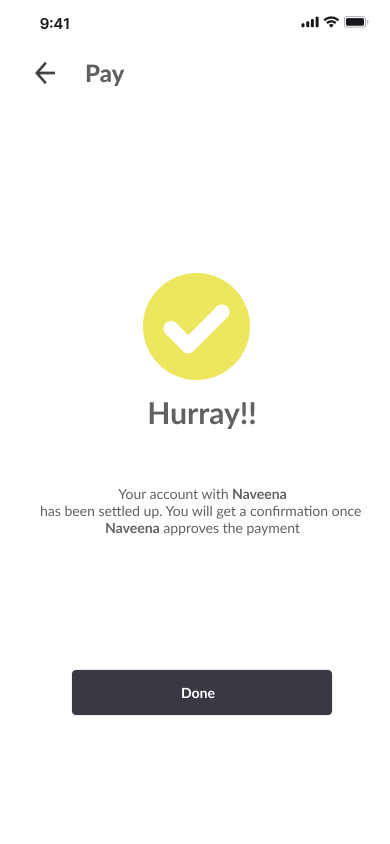 9:41
Pay
Hurray!!
Your account with Naveena
has been settled up. You will get a confirmation once
Naveena approves the payment
Done